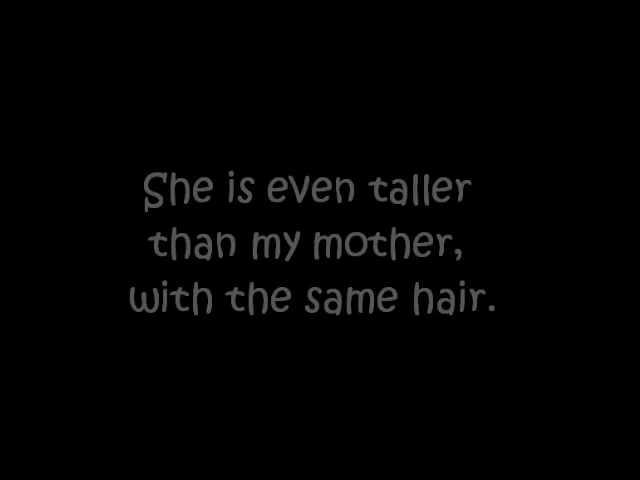 She is even taller
than my mother,
with the same hair.